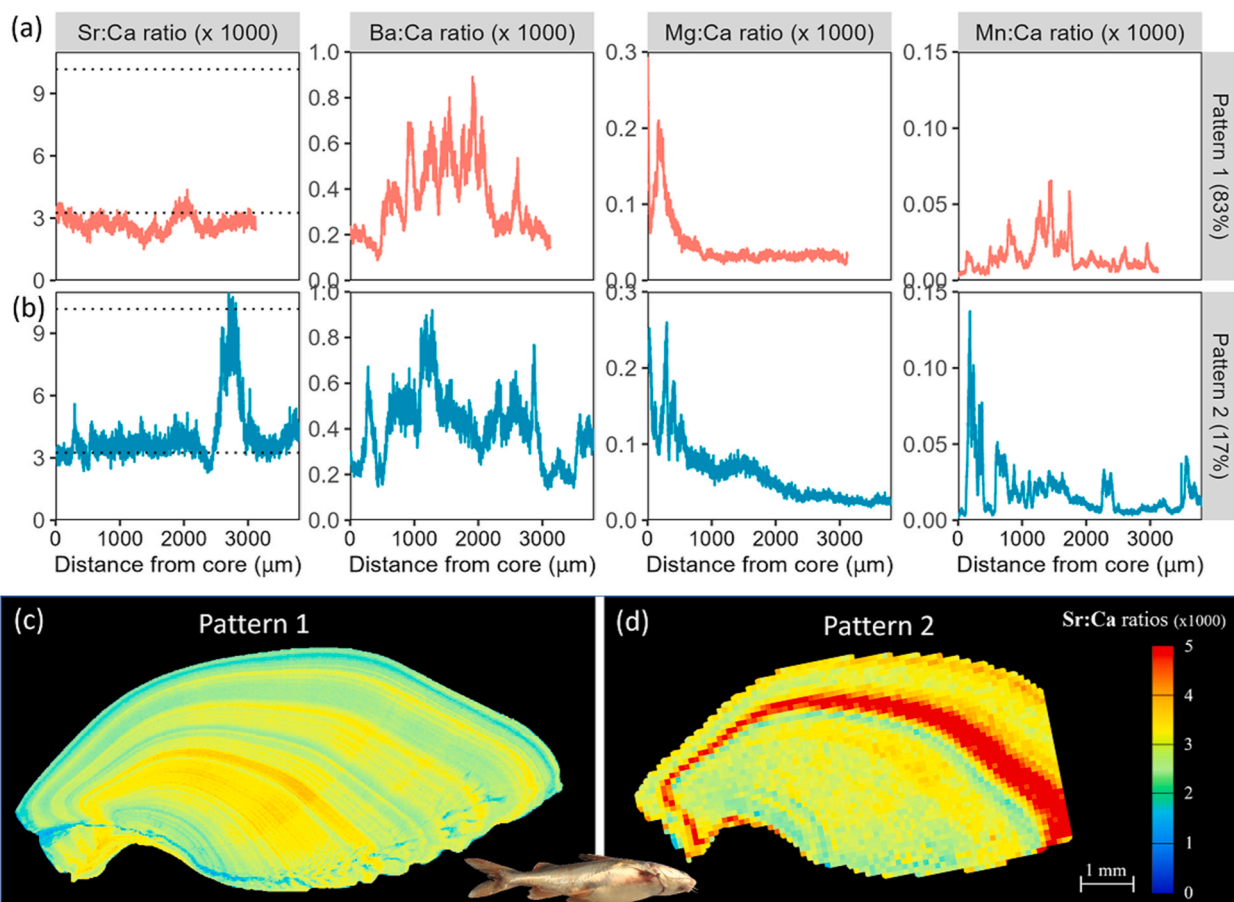 (a)
Sr:Ca ratio (x 1000)
Ba:Ca ratio (x 1000)
Mg:Ca ratio (x 1000)
Mn:Ca ratio (x 1000)
9
6
3
0
1.0
0.8
0.6
0.4
0.2
0.0
0.3
0.2
0.1
0.0
0.15
0.10
0.05
0.00
Pattern 1 (83%)
(b)
9
6
3
0
1.0
0.8
0.6
0.4
0.2
0.0
0.3
0.2
0.1
0.0
0.15
0.10
0.05
0.00
Pattern 2 (17%)
0 1000 2000 3000
0 1000 2000 3000
0 1000 2000 3000
0 1000 2000 3000
Distance from core (µm)
Distance from core (µm)
Distance from core (µm)
Distance from core (µm)
(c)
Pattern 1
(d)
Pattern 2
Sr:Ca ratios (x1000)
5
4
3
2
1
0
1 mm